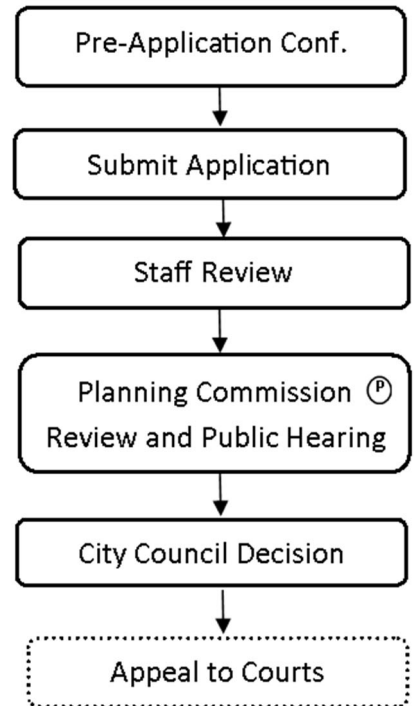 Pre-Application Conf.
Submit Application
Staff Review
Planning Commission Ⓟ
Review and Public Hearing
City Council Decision
Appeal to Courts